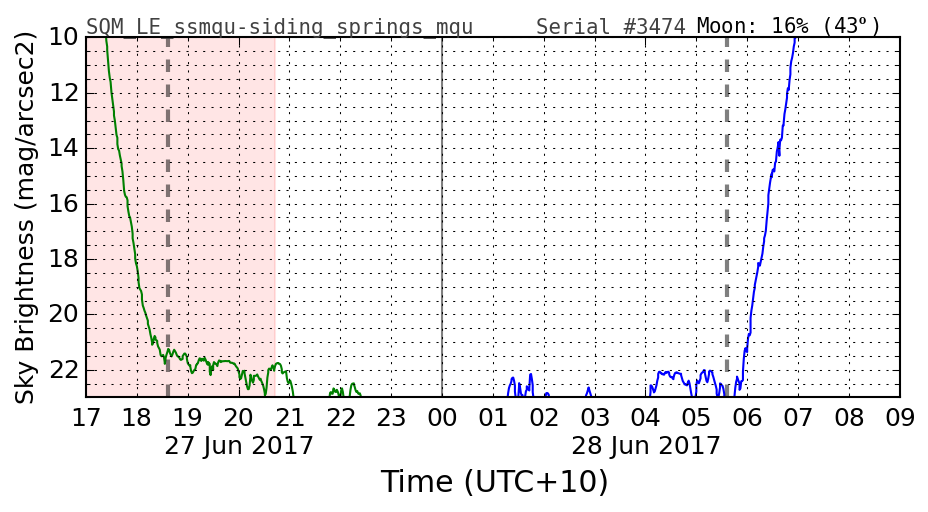 SQM_LE_ssmqu-siding_springs_mqu Serial #3474 Moon: 16% (43°)
Sky Brightness (mag/arcsec2)
10
12
14
16
18
20
22
17 18 19 20 21 22 23 00 01 02 03 04 05 06 07 08 09
27 Jun 2017 28 Jun 2017
Time (UTC+10)